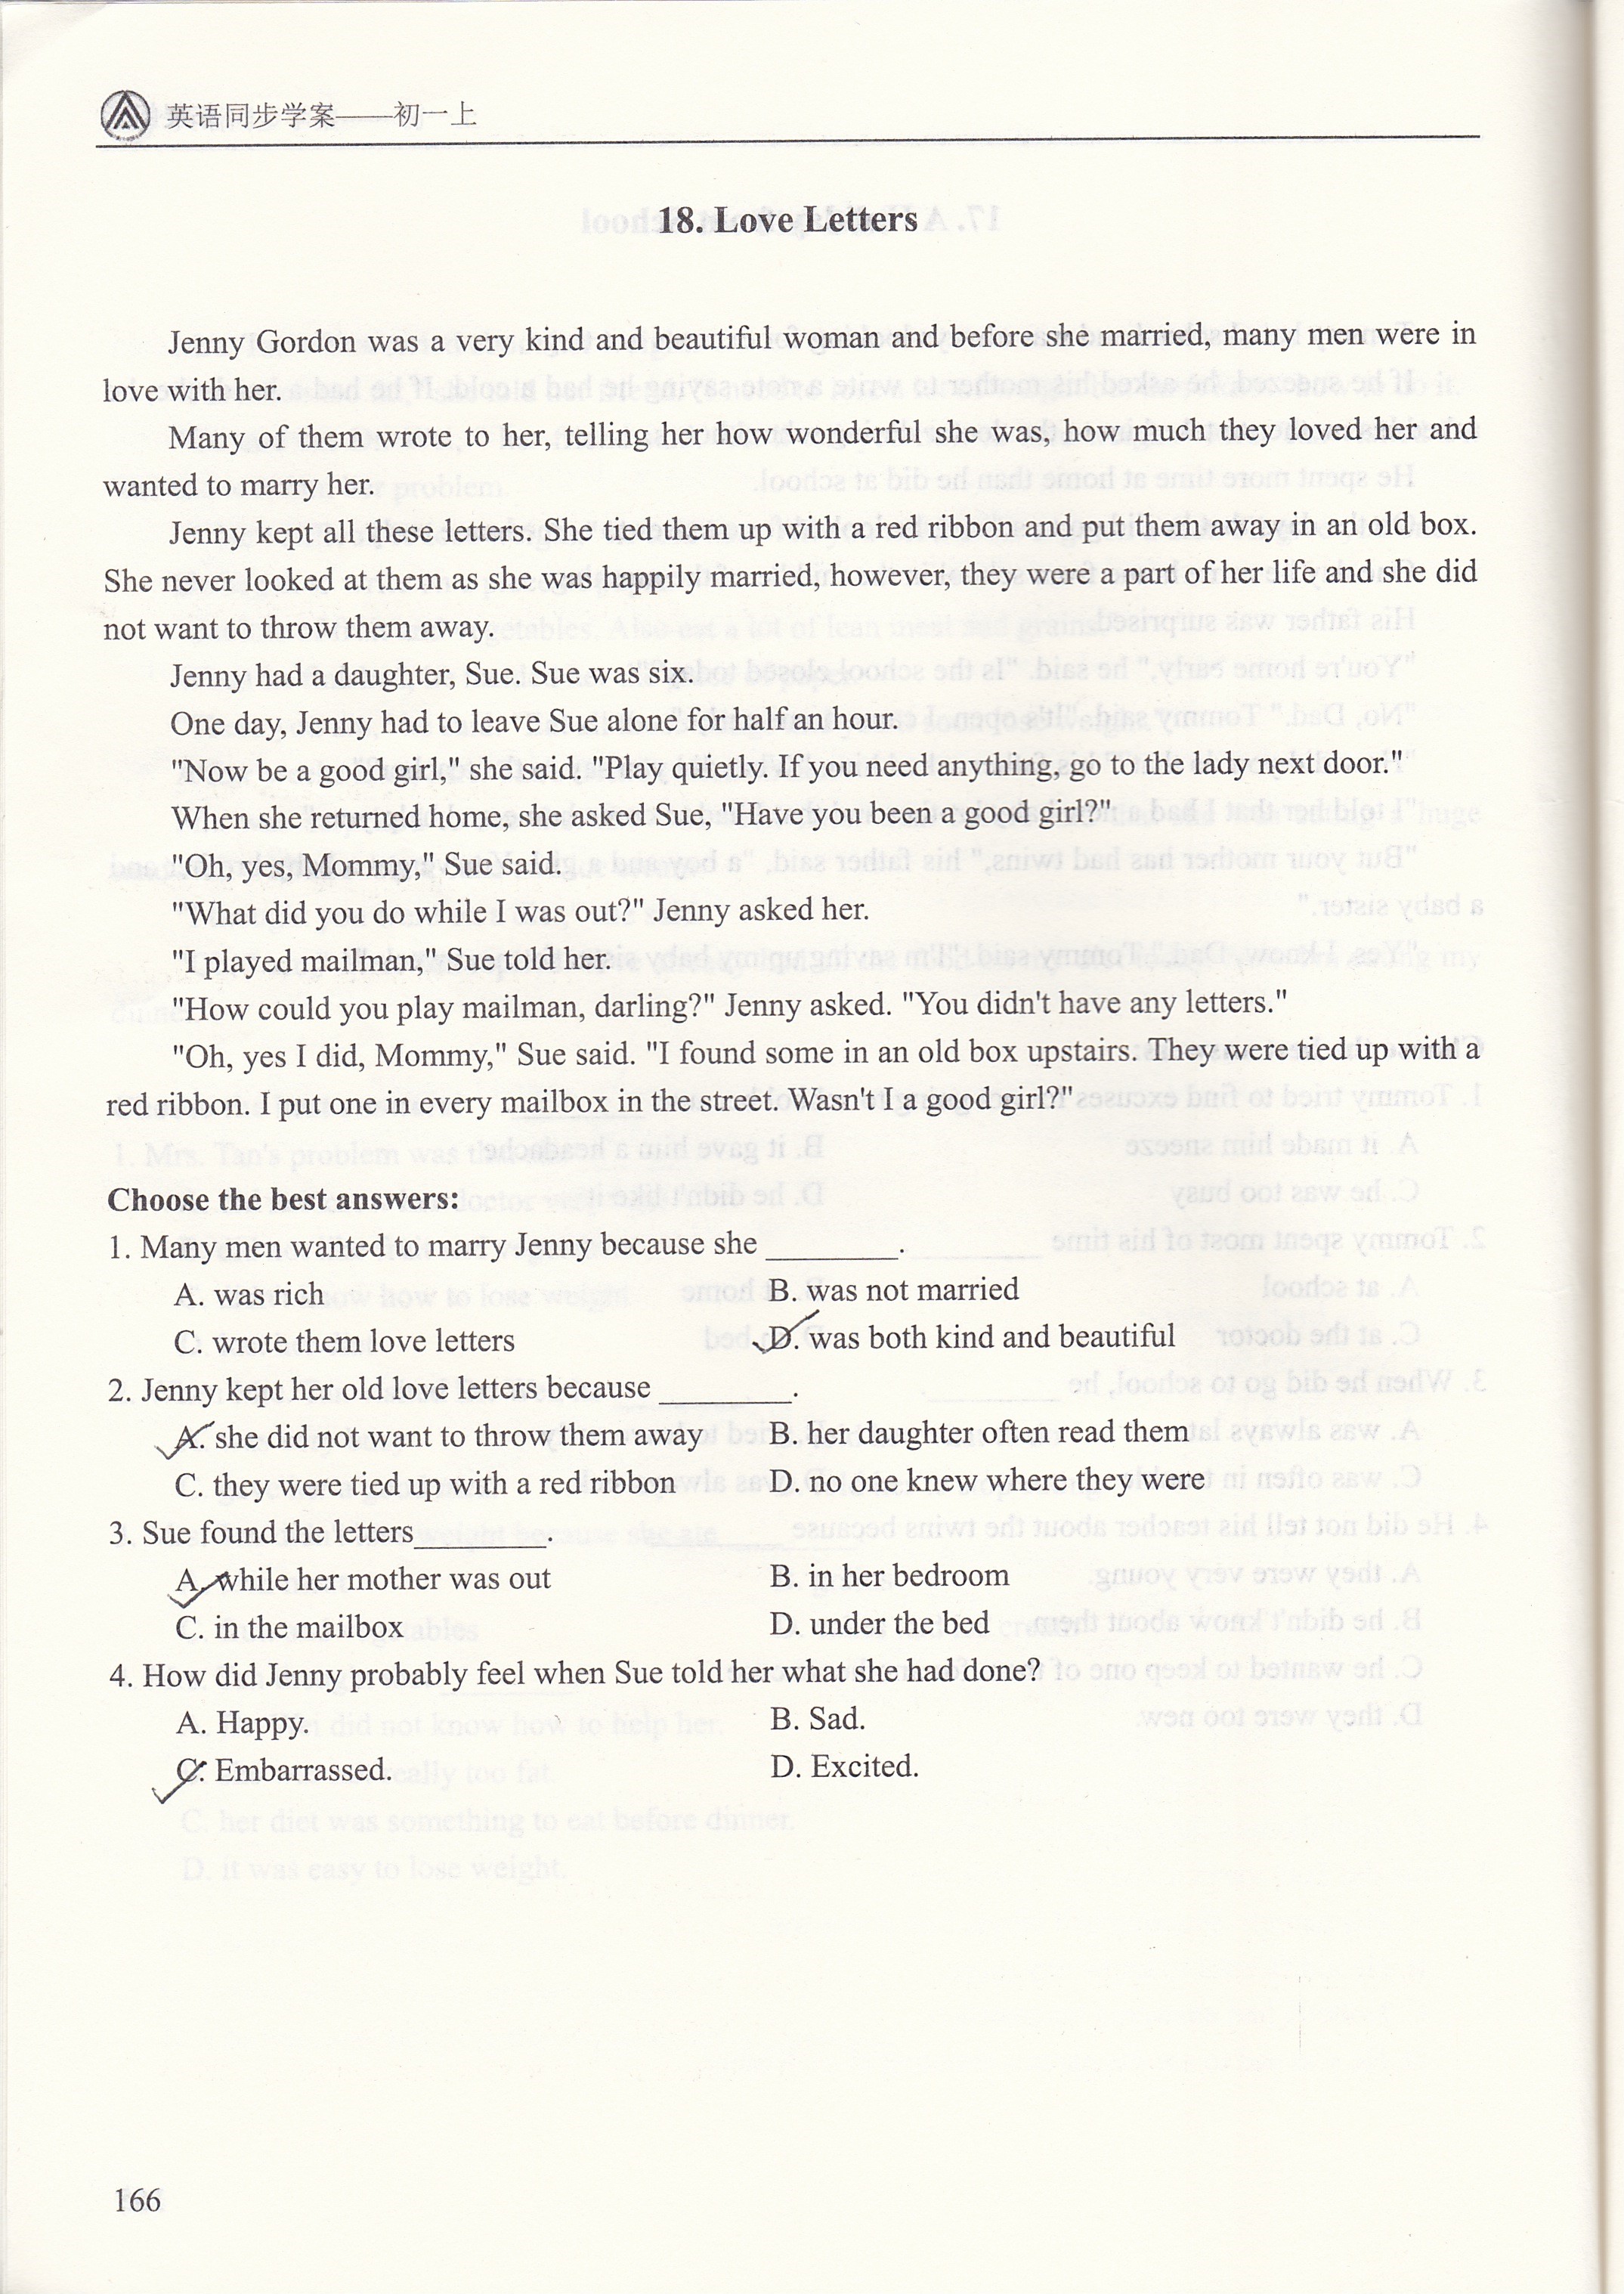 英语同步学案——初一上
18. Love Letters
Jenny Gordon was a very kind and beautiful woman and before she married, many men were in
love with her.
Many of them wrote to her, telling her how wonderful she was, how much they loved her and
wanted to marry her.
Jenny kept all these letters. She tied them up with a red ribbon and put them away in an old box.
She never looked at them as she was happily married, however, they were a part of her life and she did
not want to throw them away.
Jenny had a daughter, Sue. Sue was six.
One day, Jenny had to leave Sue alone for half an hour.
"Now be a good girl," she said. "Play quietly. If you need anything, go to the lady next door."
When she returned home, she asked Sue, "Have you been a good girl?"
"Oh, yes, Mommy," Sue said.
"What did you do while I was out?" Jenny asked her.
"I played mailman," Sue told her.
"How could you play mailman, darling?" Jenny asked. "You didn't have any letters."
"Oh, yes I did, Mommy," Sue said. "I found some in an old box upstairs. They were tied up with a
red ribbon. I put one in every mailbox in the street. Wasn't I a good girl?"
Choose the best answers:
1. Many men wanted to marry Jenny because she ________.
A. was rich B. was not married
C. wrote them love letters D. was both kind and beautiful
2. Jenny kept her old love letters because ________.
A. she did not want to throw them away B. her daughter often read them
C. they were tied up with a red ribbon D. no one knew where they were
3. Sue found the letters________.
A. while her mother was out B. in her bedroom
C. in the mailbox D. under the bed
4. How did Jenny probably feel when Sue told her what she had done?
A. Happy. B. Sad.
C. Embarrassed. D. Excited.
166